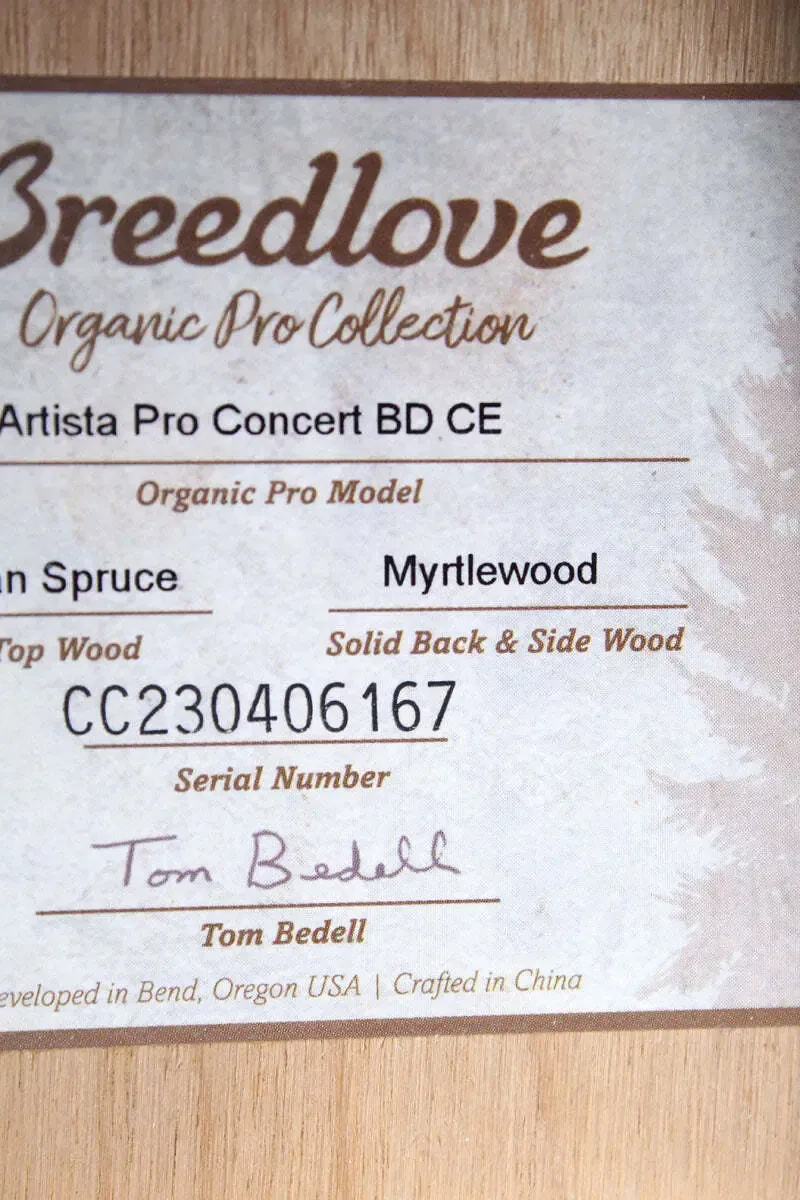 Breedlove
Organic Pro Collection
Artista Pro Concert BD CE
Organic Pro Model
Spruce Myrtlewood
Top Wood Solid Back & Side Wood
CC230406167
Serial Number
Tom Bedell
Tom Bedell
in Bend, Oregon USA | Crafted in China